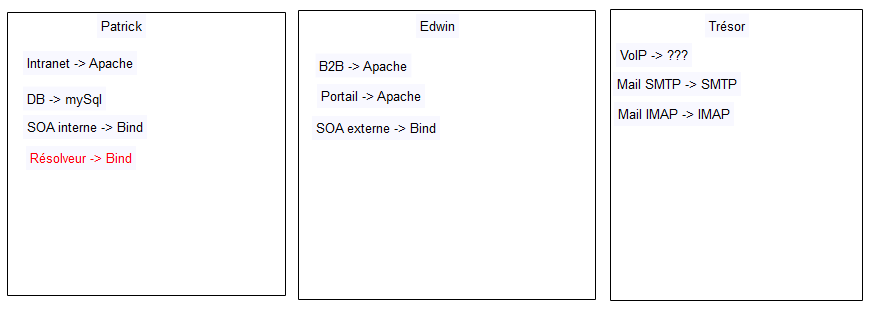 Patrick
Intranet -> Apache
DB -> mySql
SOA interne -> Bind
Résolveur -> Bind
Edwin
B2B -> Apache
Portail -> Apache
SOA externe -> Bind
Trésor
VoIP -> ???
Mail SMTP -> SMTP
Mail IMAP -> IMAP